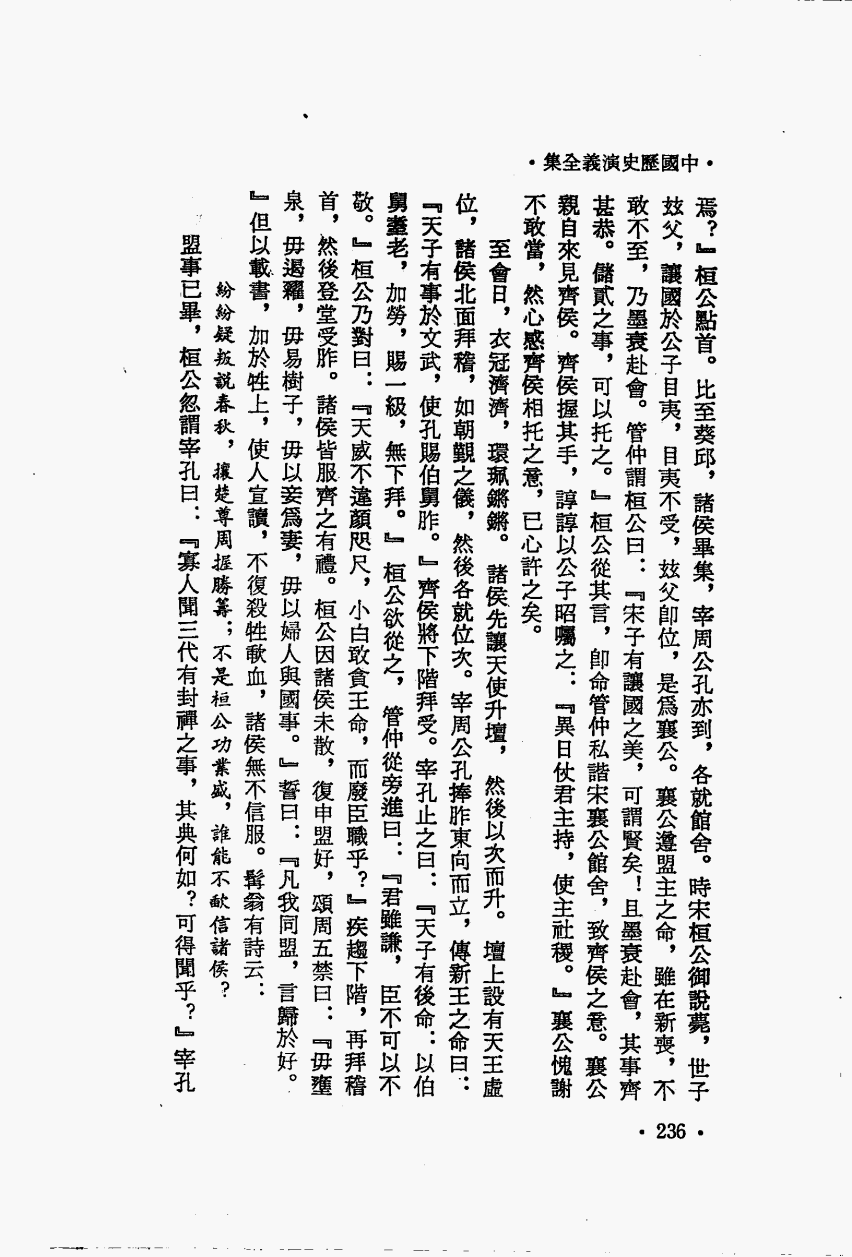 •中國歷史演義全集•
焉？』桓公點首。比至葵邱，諸侯畢集，宰周公孔亦到，各就館舍。時宋桓公御說薨，世子
玆父，讓國於公子目夷，目夷不受，玆父卽位，是爲襄公。襄公遵盟主之命，雖在新喪，不
敢不至，乃墨衰赴會。管仲謂桓公曰：『宋子有讓國之美，可謂賢矣！且墨衰赴會，其事齊
甚恭。儲貳之事，可以托之。』桓公從其言，卽命管仲私詣宋襄公館舍，致齊侯之意。襄公
親自來見齊侯。齊侯握其手，諄諄以公子昭囑之：『異日仗君主持，使主社稷。』襄公愧謝
不敢當，然心感齊侯相托之意，已心許之矣。
至會日，衣冠濟濟，環珮鏘鏘。諸侯先讓天使升壇，然後以次而升。壇上設有天王虛
位，諸侯北面拜稽，如朝覲之儀，然後各就位次。宰周公孔捧胙東向而立，傳新王之命曰：
『天子有事於文武，使孔賜伯舅胙。』齊侯將下階拜受。宰孔止之曰：『天子有後命：以伯
舅耋老，加勞，賜一級，無下拜。』桓公欲從之，管仲從旁進曰：『君雖謙，臣不可以不
敬。』桓公乃對曰：『天威不違顏咫尺，小白敢貪王命，而廢臣職乎？』疾趨下階，再拜稽
首，然後登堂受胙。諸侯皆服齊之有禮。桓公因諸侯未散，復申盟好，頌周五禁曰：『毋壅
泉，毋遏糴，毋易樹子，毋以妾爲妻，毋以婦人與國事。』誓曰：『凡我同盟，言歸於好。
』但以載書，加於牲上，使人宣讀，不復殺牲歃血，諸侯無不信服。髯翁有詩云：
紛紛疑叛說春秋，攘楚尊周握勝籌；不是桓公功業盛，誰能不歃信諸侯？
盟事已畢，桓公忽謂宰孔曰：『寡人聞三代有封禪之事，其典何如？可得聞乎？』宰孔
•236•